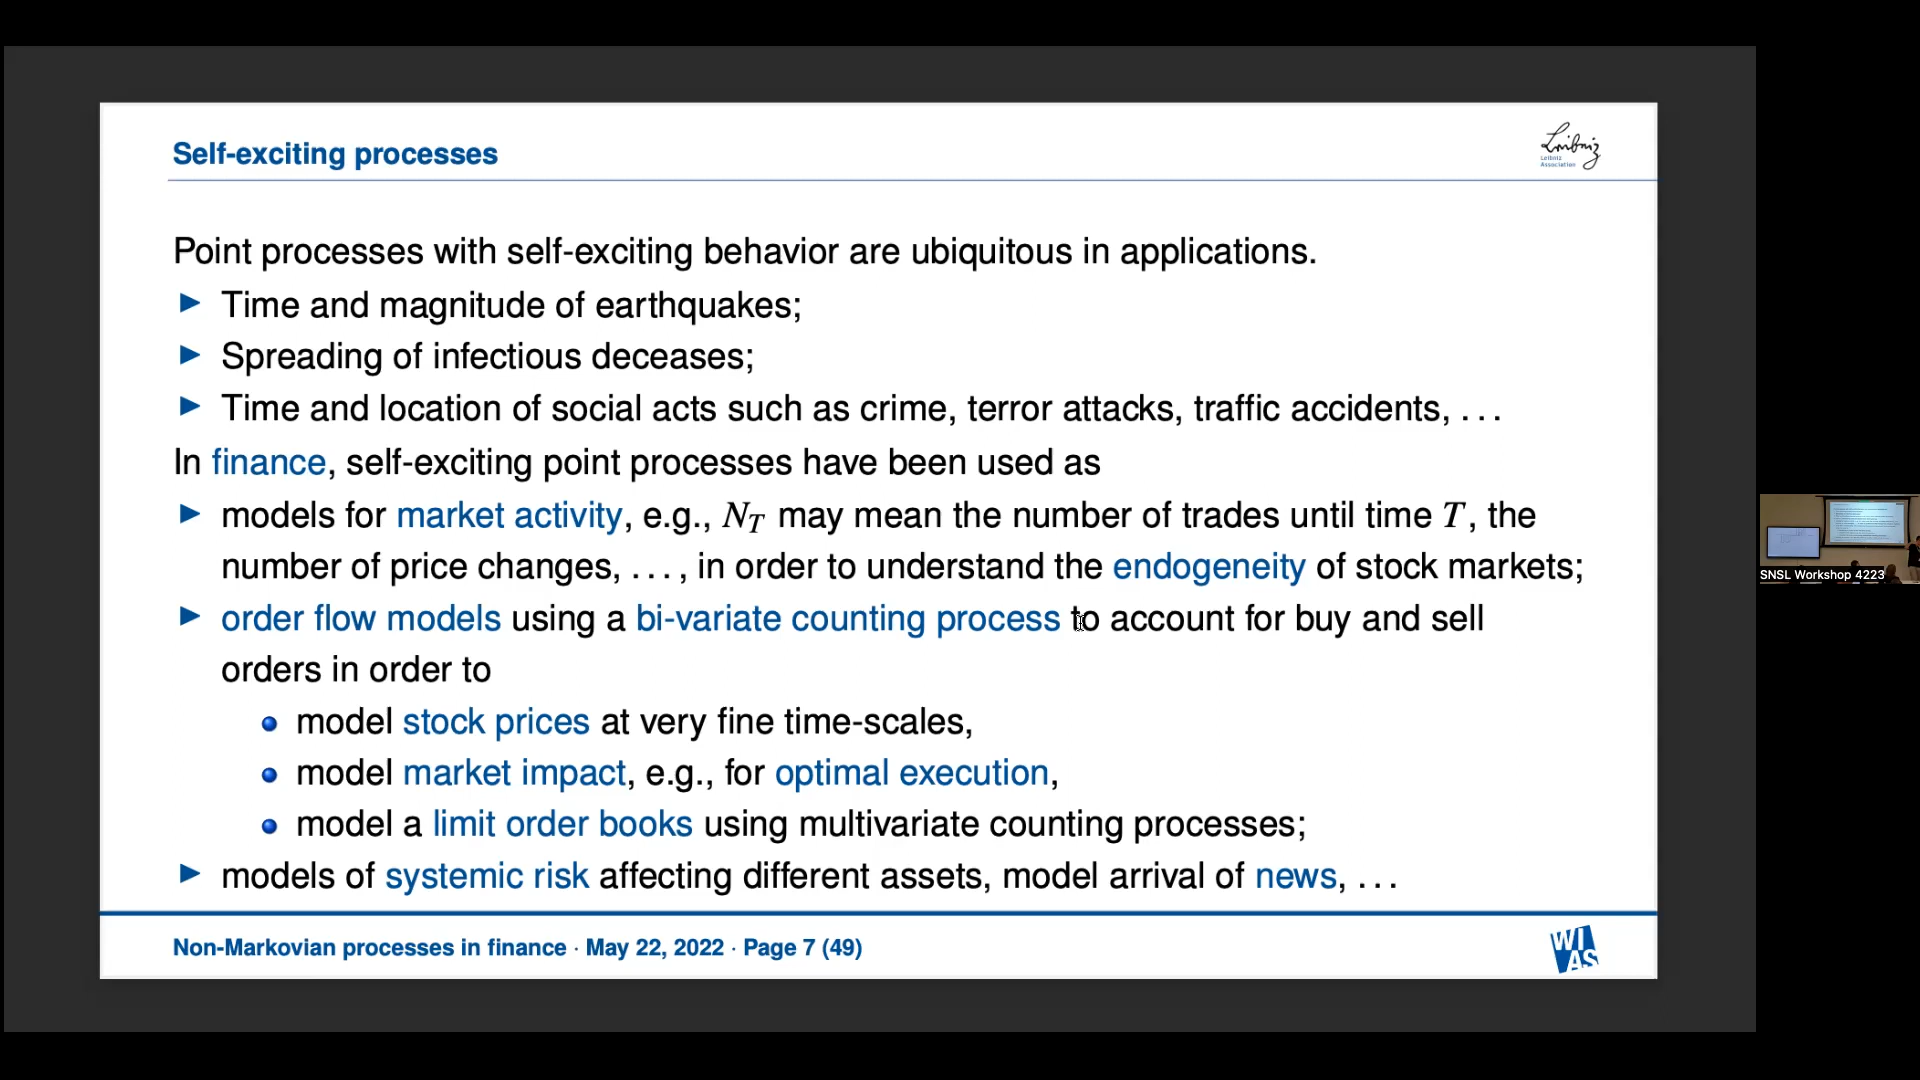 Self-exciting processes
Leibniz
Leibniz
Association
Point processes with self-exciting behavior are ubiquitous in applications.
▶ Time and magnitude of earthquakes;
▶ Spreading of infectious deceases;
▶ Time and location of social acts such as crime, terror attacks, traffic accidents, . . .
In finance, self-exciting point processes have been used as
▶ models for market activity, e.g., N_T may mean the number of trades until time T, the
number of price changes, . . . , in order to understand the endogeneity of stock markets;
▶ order flow models using a bi-variate counting process to account for buy and sell
orders in order to
• model stock prices at very fine time-scales,
• model market impact, e.g., for optimal execution,
• model a limit order books using multivariate counting processes;
▶ models of systemic risk affecting different assets, model arrival of news, . . .
Non-Markovian processes in finance · May 22, 2022 · Page 7 (49)
WI
AS
SNSL Workshop 4223